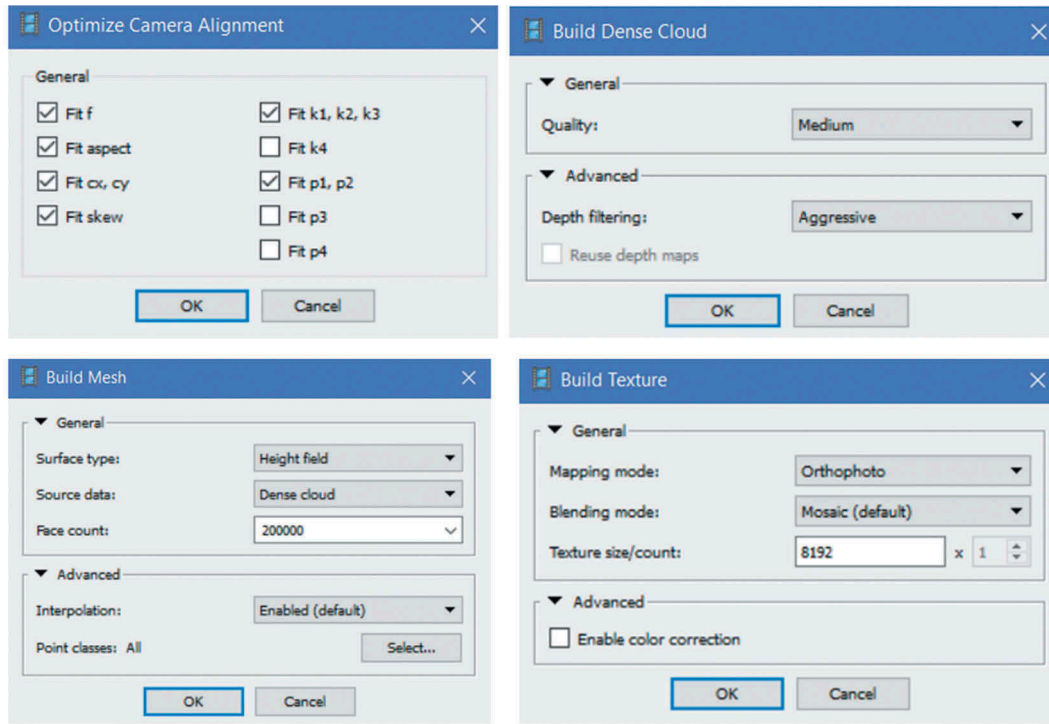 Optimize Camera Alignment
General
Fit f
Fit k1, k2, k3
Fit aspect
Fit k4
Fit cx, cy
Fit p1, p2
Fit skew
Fit p3
Fit p4
OK
Cancel
Build Dense Cloud
General
Quality: Medium
Advanced
Depth filtering: Aggressive
Reuse depth maps
OK
Cancel
Build Mesh
General
Surface type: Height field
Source data: Dense cloud
Face count: 200000
Advanced
Interpolation: Enabled (default)
Point classes: All Select...
OK
Cancel
Build Texture
General
Mapping mode: Orthophoto
Blending mode: Mosaic (default)
Texture size/count: 8192 x 1
Advanced
Enable color correction
OK
Cancel